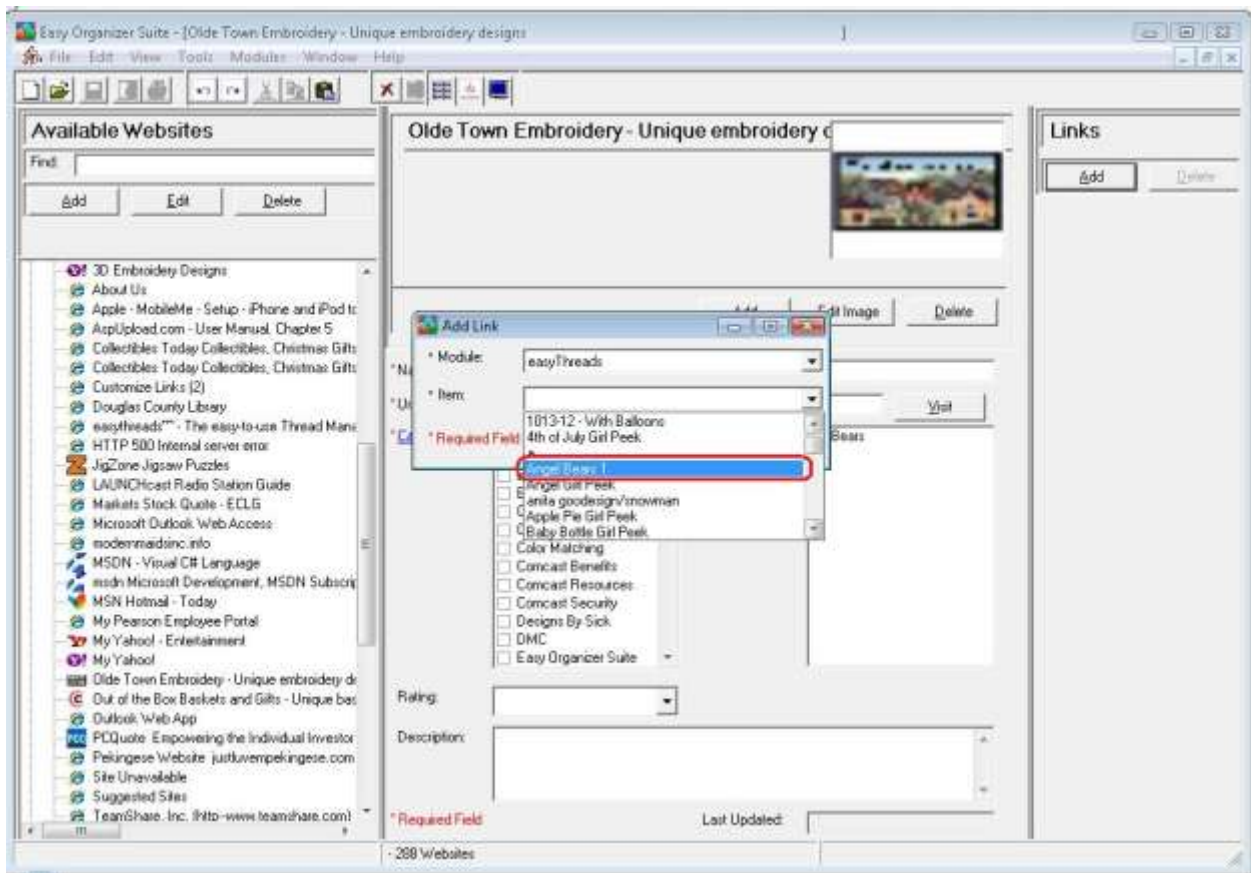 Easy Organizer Suite - [Olde Town Embroidery - Unique embroidery designs ]
File Edit View Tools Modules Window Help
Available Websites
Find:
Add Edit Delete
3D Embroidery Designs
About Us
Apple - MobileMe - Setup - iPhone and iPod to
AspUpload.com - User Manual. Chapter 5
Collectibles Today Collectibles, Christmas Gifts
Collectibles Today Collectibles, Christmas Gifts
Customize Links (2)
Douglas County Library
easythreads™ - The easy-to-use Thread Mana
HTTP 500 Internal server error
JigZone Jigsaw Puzzles
LAUNCHcast Radio Station Guide
Markets Stock Quote - ECLG
Microsoft Outlook Web Access
modernmaidsinc.info
MSDN - Visual C# Language
msdn Microsoft Development, MSDN Subscrip
MSN Hotmail - Today
My Pearson Employee Portal
My Yahoo! - Entertainment
My Yahoo!
Olde Town Embroidery - Unique embroidery de
Out of the Box Baskets and Gifts - Unique bas
Outlook Web App
PCQuote Empowering the Individual Investor
Pekingese Website justluvempekingese.com
Site Unavailable
Suggested Sites
TeamShare, Inc. (http-www.teamshare.com)
Olde Town Embroidery - Unique embroidery d
Add Edit Image Delete
Visit
Bears
Add Link
* Module: easyThreads
* Item:
* Required Field
1013-12 - With Balloons
4th of July Girl Peek
Angel Bears 1
Angel Girl Peek
anita goodesign/snowman
Apple Pie Girl Peek
Baby Bottle Girl Peek
Color Matching
Comcast Benefits
Comcast Resources
Comcast Security
Designs By Sick
DMC
Easy Organizer Suite
Rating:
Description:
* Required Field Last Updated:
- 288 Websites
Links
Add Delete